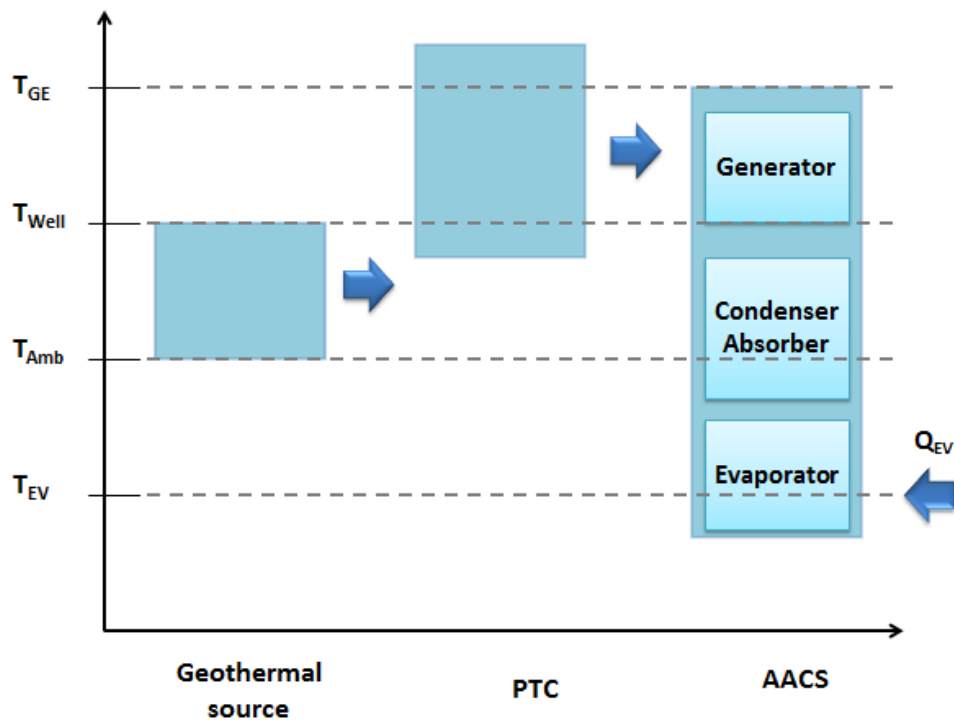 T_GE
Generator
T_Well
Condenser
Absorber
T_Amb
Q_EV
T_EV
Evaporator
Geothermal
source
PTC
AACS